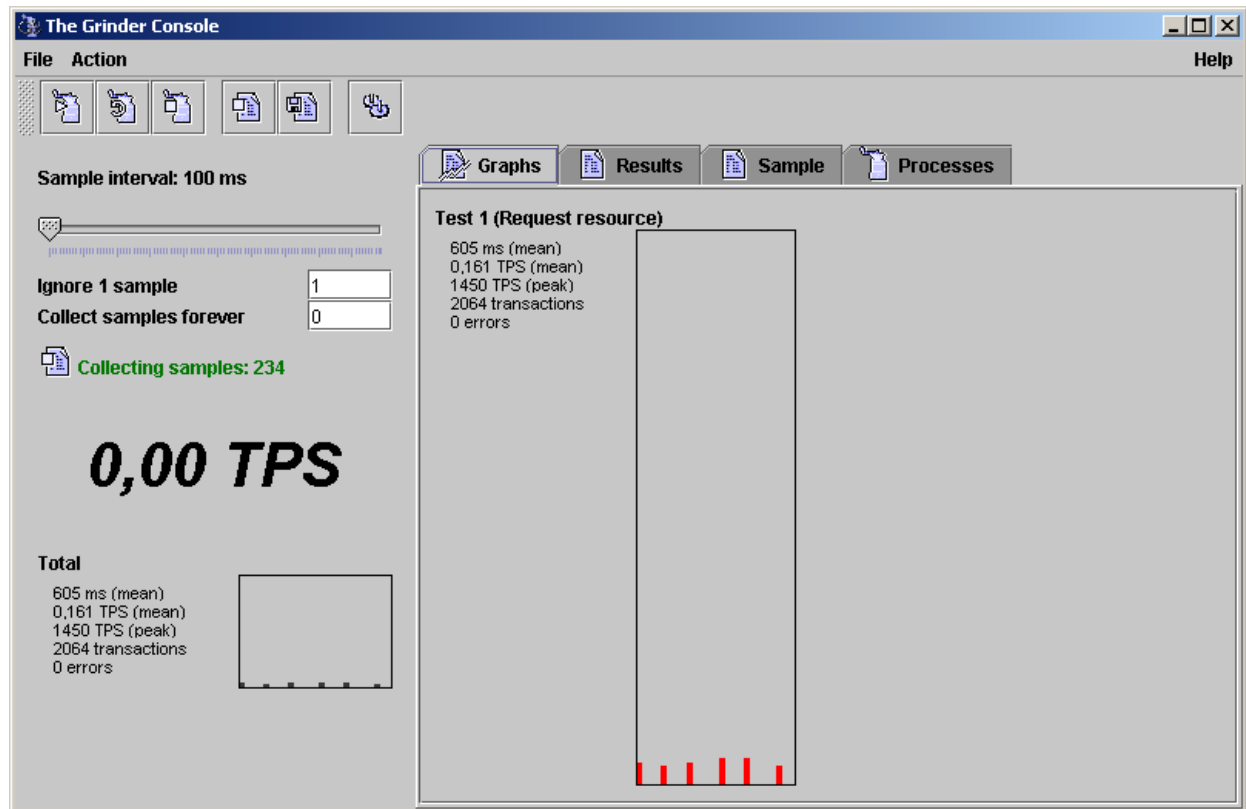 The Grinder Console
File Action Help
Sample interval: 100 ms
Ignore 1 sample 1
Collect samples forever 0
Collecting samples: 234
0,00 TPS
Total
605 ms (mean)
0,161 TPS (mean)
1450 TPS (peak)
2064 transactions
0 errors
Graphs Results Sample Processes
Test 1 (Request resource)
605 ms (mean)
0,161 TPS (mean)
1450 TPS (peak)
2064 transactions
0 errors